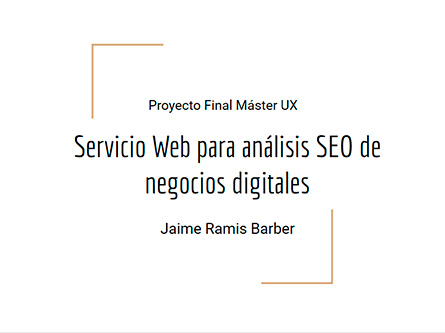 Proyecto Final Máster UX
Servicio Web para análisis SEO de
negocios digitales
Jaime Ramis Barber